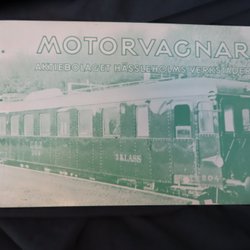 MOTORVAGNAR
AKTIEBOLAGET HÄSSLEHOLMS VERKSTÄDER
3 KLASS